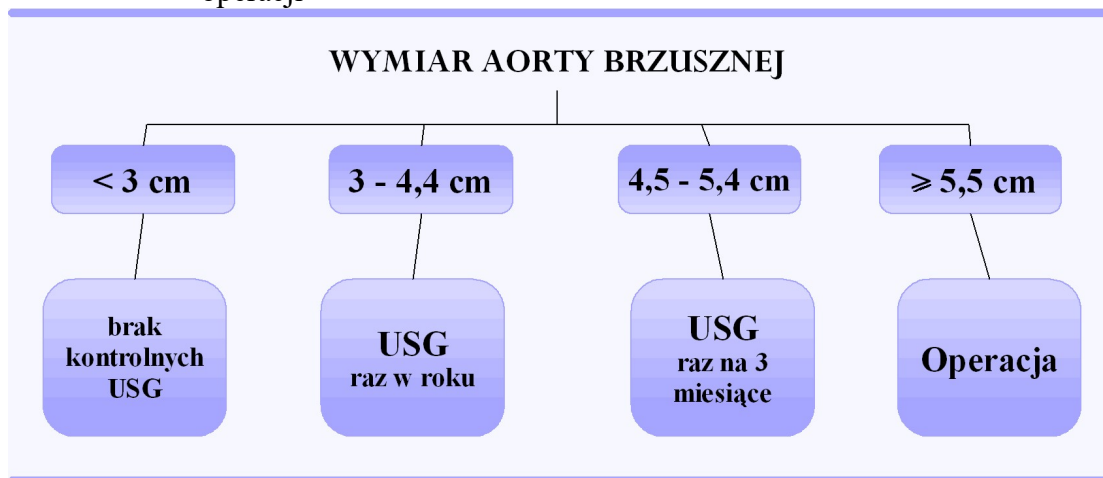 operacji
WYMIAR AORTY BRZUSZNEJ
< 3 cm
3 - 4,4 cm
4,5 - 5,4 cm
⩾ 5,5 cm
brak
kontrolnych
USG
USG
raz w roku
USG
raz na 3
miesiące
Operacja